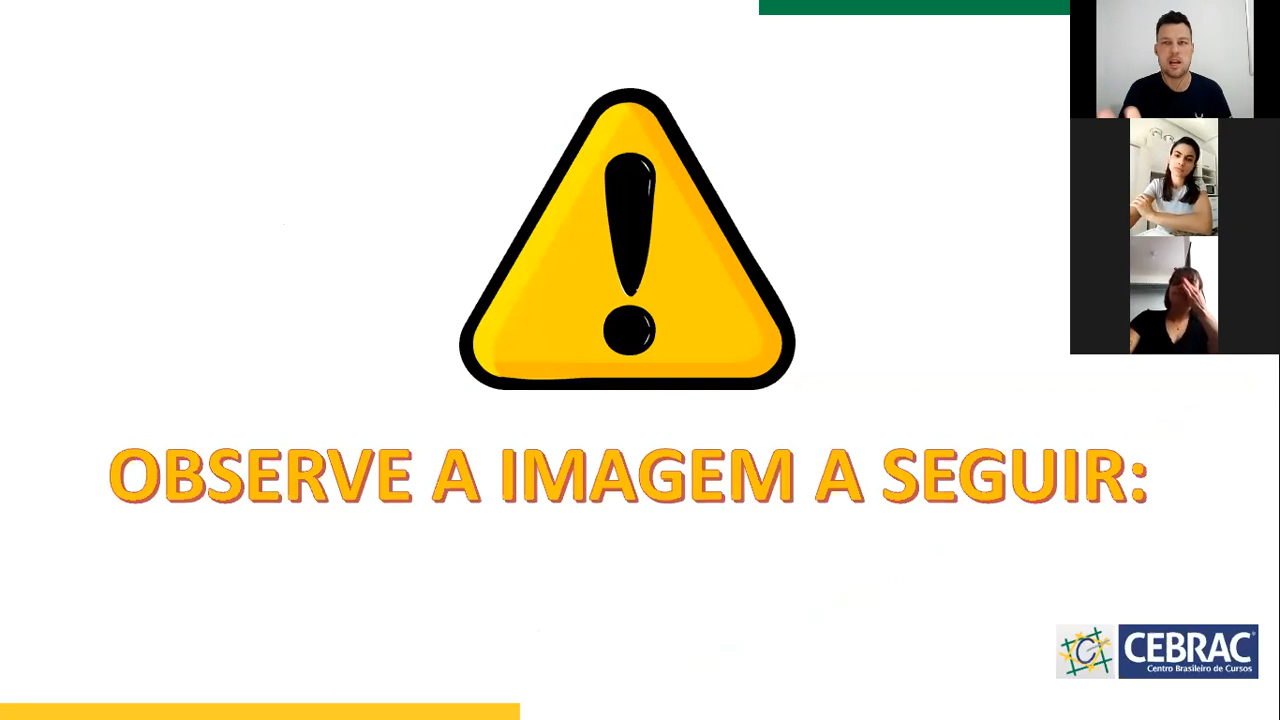 OBSERVE A IMAGEM A SEGUIR:
CEBRAC®
Centro Brasileiro de Cursos